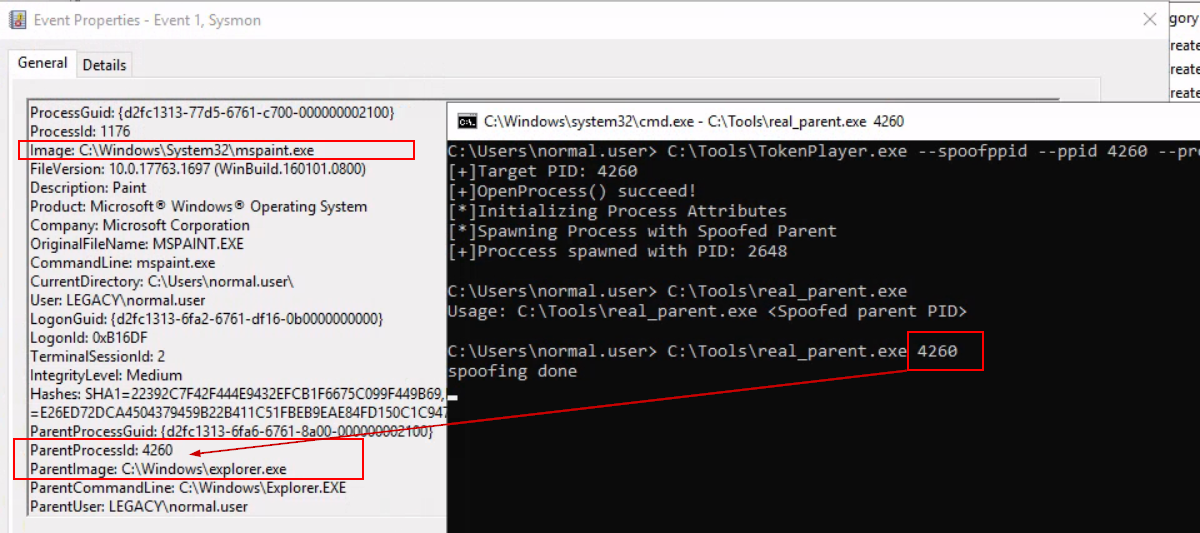 Event Properties - Event 1, Sysmon
General
Details
ProcessGuid: {d2fc1313-77d5-6761-c700-000000002100}
ProcessId: 1176
Image: C:\Windows\System32\mspaint.exe
FileVersion: 10.0.17763.1697 (WinBuild.160101.0800)
Description: Paint
Product: Microsoft® Windows® Operating System
Company: Microsoft Corporation
OriginalFileName: MSPAINT.EXE
CommandLine: mspaint.exe
CurrentDirectory: C:\Users\normal.user\
User: LEGACY\normal.user
LogonGuid: {d2fc1313-6fa2-6761-df16-0b0000000000}
LogonId: 0xB16DF
TerminalSessionId: 2
IntegrityLevel: Medium
Hashes: SHA1=22392C7F42F444E9432EFCB1F6675C099F449B69,
=E26ED72DCA4504379459B22B411C51FBEB9EAE84FD150C1C947
ParentProcessGuid: {d2fc1313-6fa6-6761-8a00-000000002100}
ParentProcessId: 4260
ParentImage: C:\Windows\explorer.exe
ParentCommandLine: C:\Windows\Explorer.EXE
ParentUser: LEGACY\normal.user
C:\Windows\system32\cmd.exe - C:\Tools\real_parent.exe 4260
C:\Users\normal.user> C:\Tools\TokenPlayer.exe --spoofppid --ppid 4260 --pro
[+]Target PID: 4260
[+]OpenProcess() succeed!
[*]Initializing Process Attributes
[*]Spawning Process with Spoofed Parent
[+]Proccess spawned with PID: 2648
C:\Users\normal.user> C:\Tools\real_parent.exe
Usage: C:\Tools\real_parent.exe <Spoofed parent PID>
C:\Users\normal.user> C:\Tools\real_parent.exe 4260
spoofing done
gory
reate
reate
reate